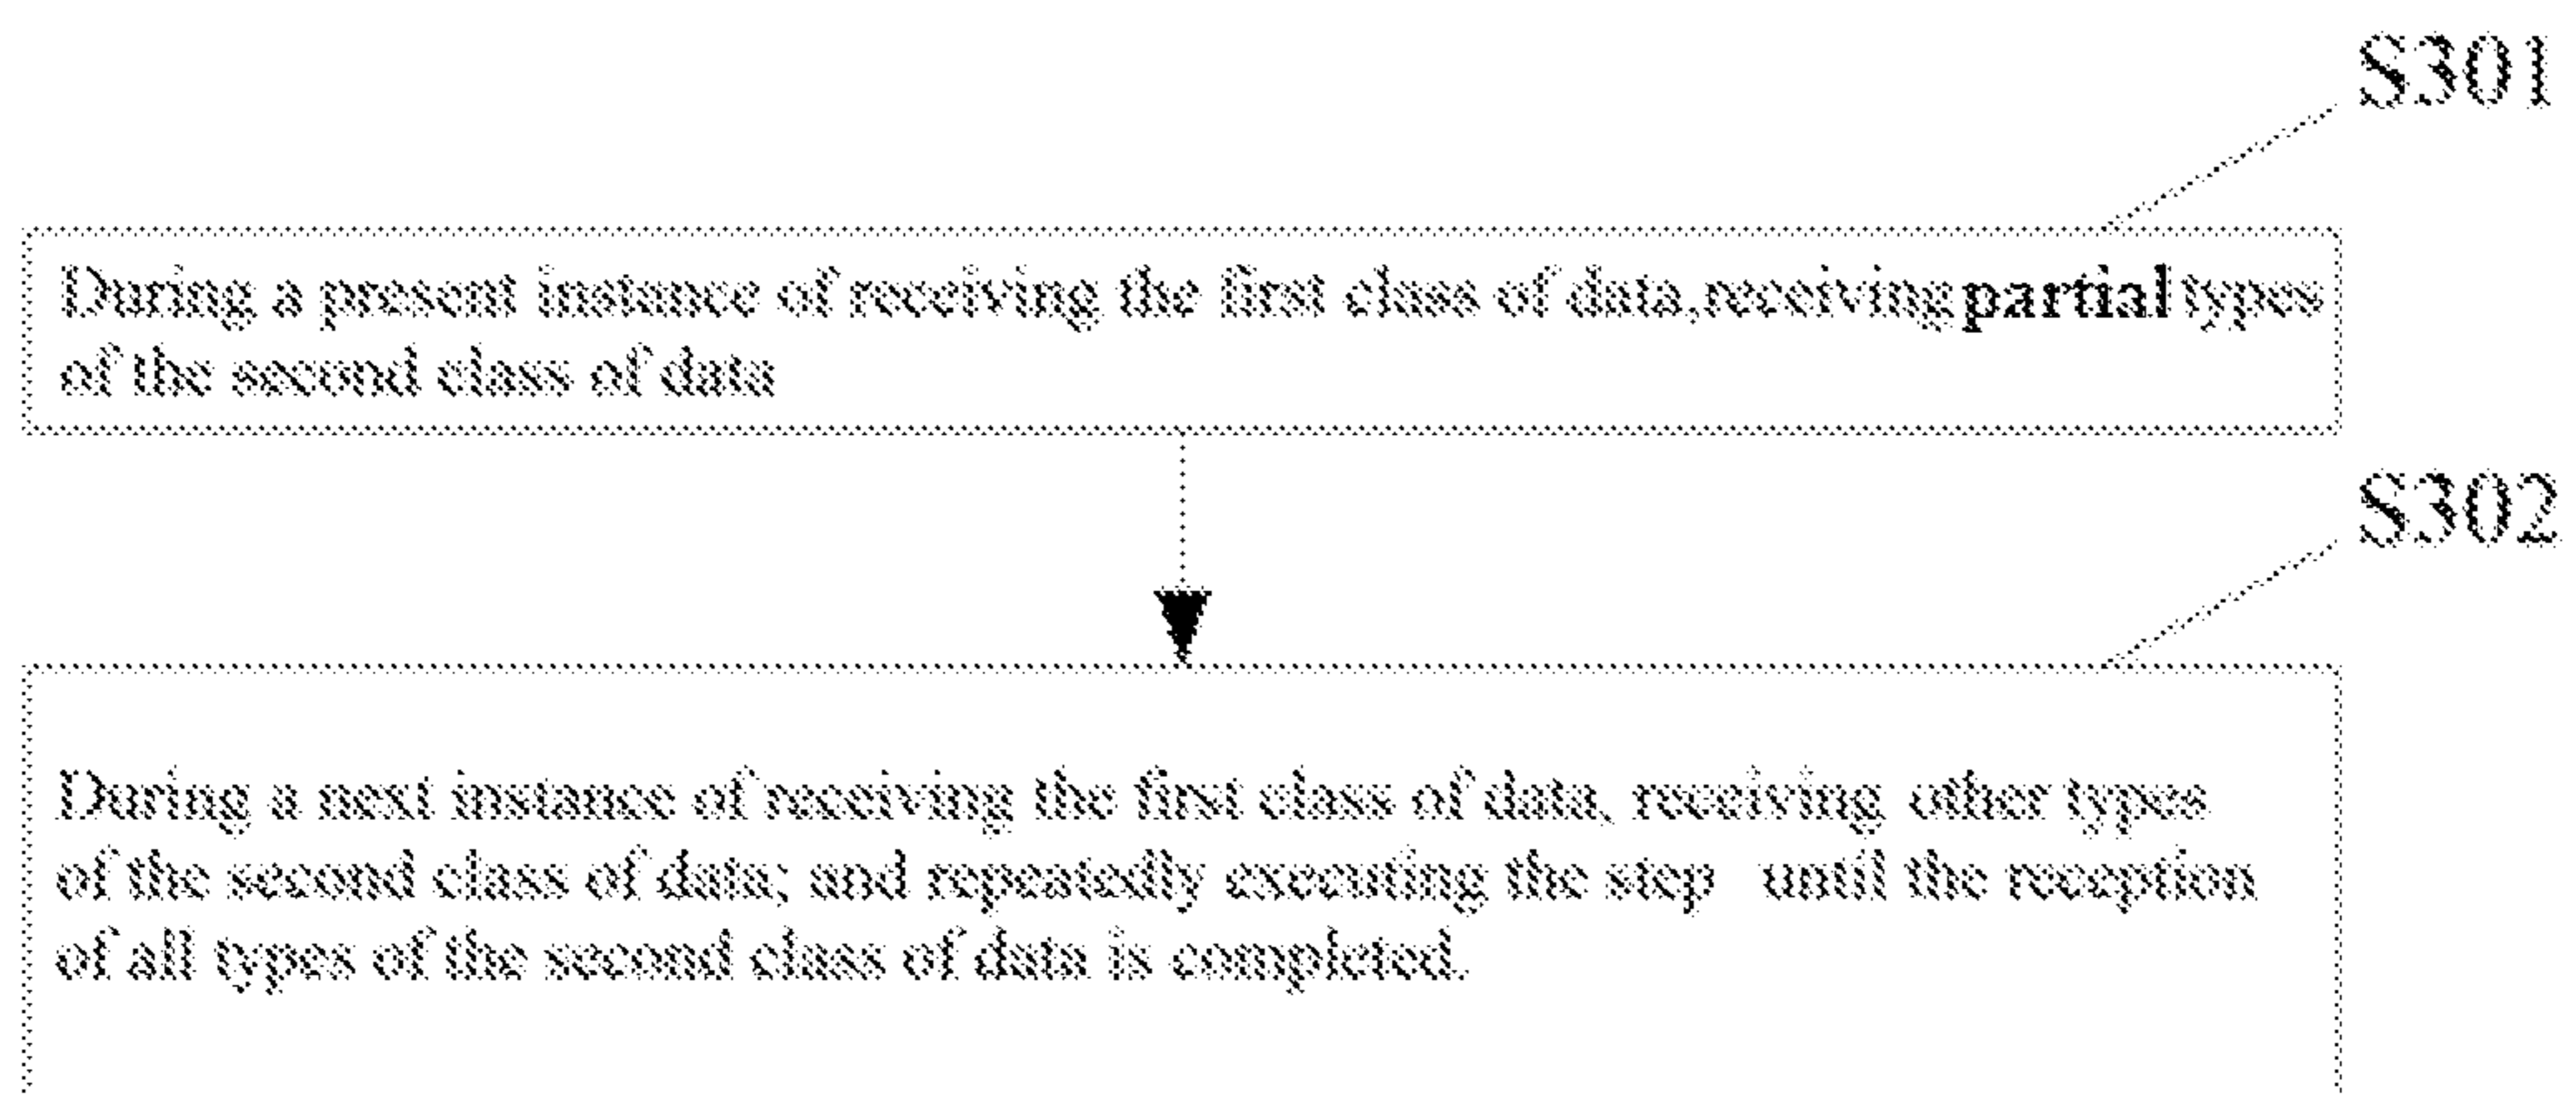 S301
During a present instance of receiving the first class of data,receiving partial types
of the second class of data
S302
During a next instance of receiving the first class of data, receiving other types
of the second class of data; and repeatedly executing the step until the reception
of all types of the second class of data is completed.